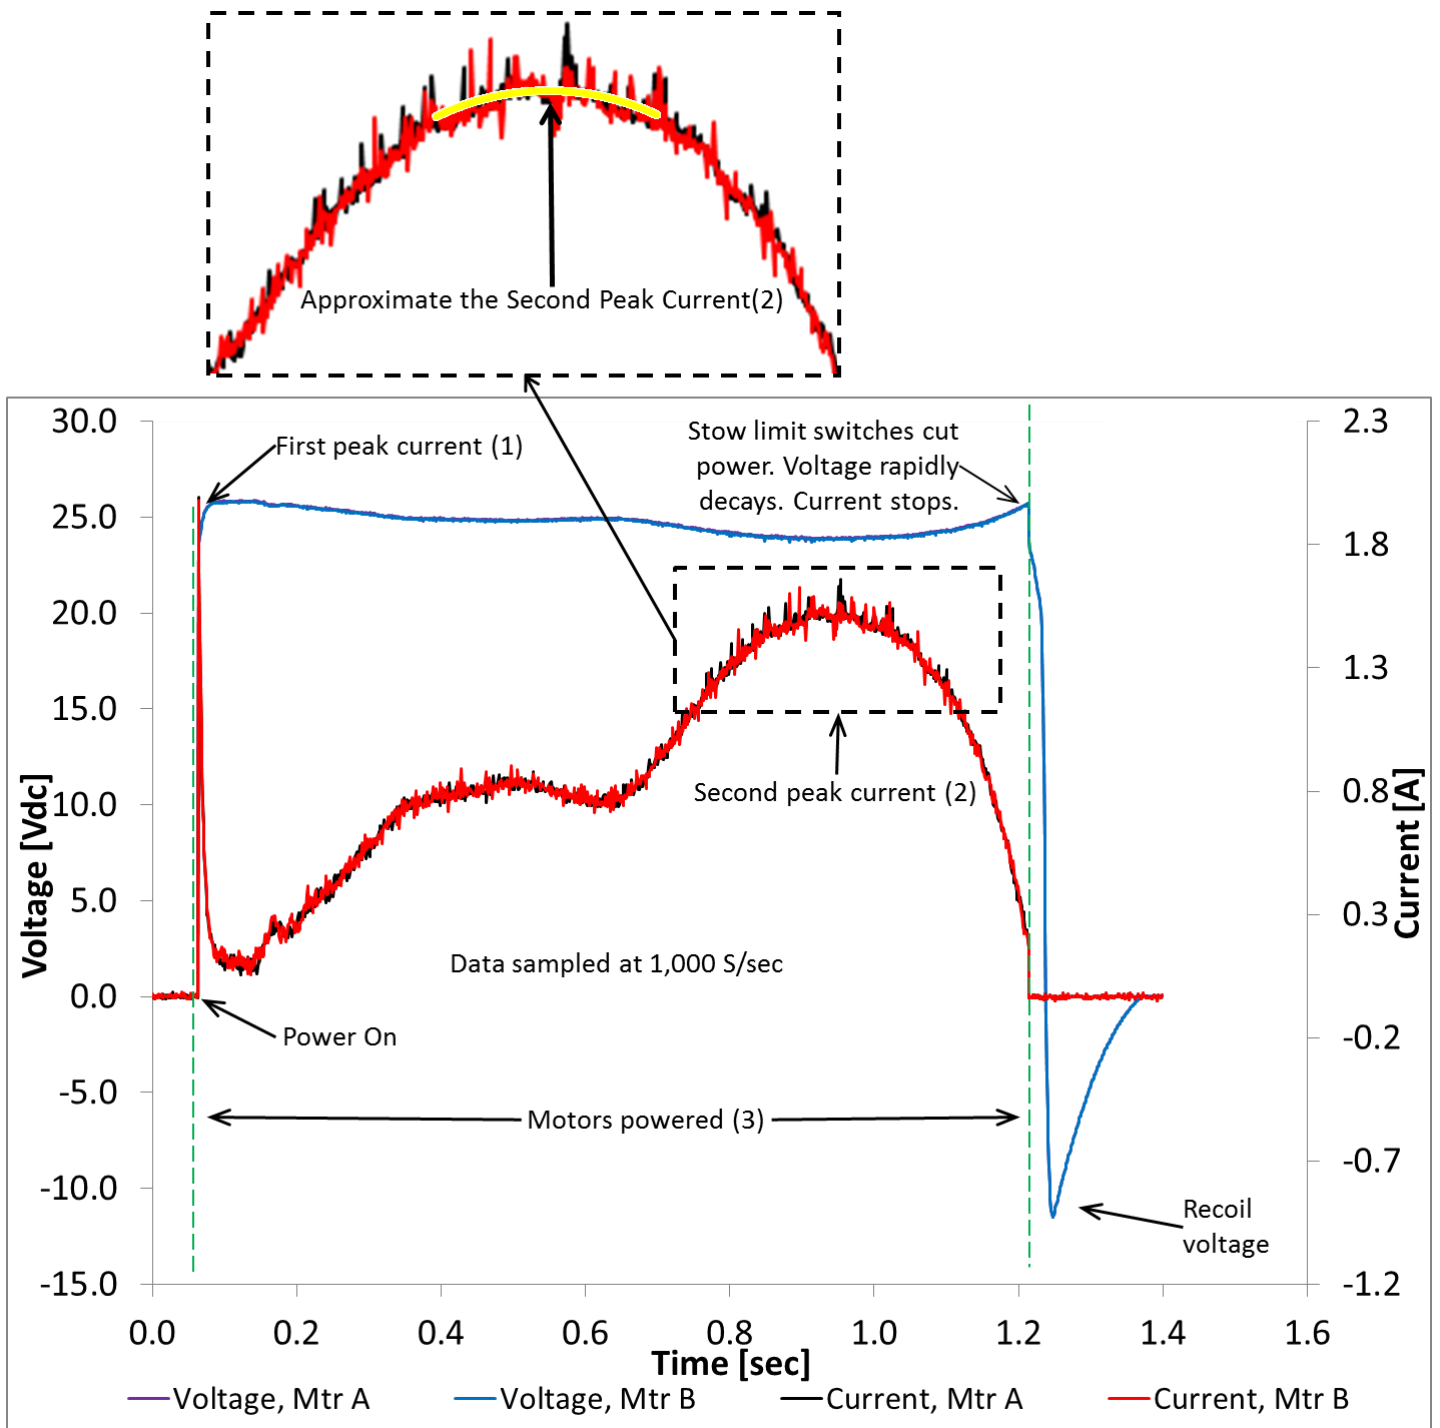 Approximate the Second Peak Current(2)
First peak current (1)
Stow limit switches cut
power. Voltage rapidly
decays. Current stops.
Second peak current (2)
Data sampled at 1,000 S/sec
Power On
Motors powered (3)
Recoil
voltage
Voltage [Vdc]
30.0
25.0
20.0
15.0
10.0
5.0
0.0
-5.0
-10.0
-15.0
Current [A]
2.3
1.8
1.3
0.8
0.3
-0.2
-0.7
-1.2
0.0 0.2 0.4 0.6 0.8 1.0 1.2 1.4 1.6
Time [sec]
Voltage, Mtr A Voltage, Mtr B Current, Mtr A Current, Mtr B